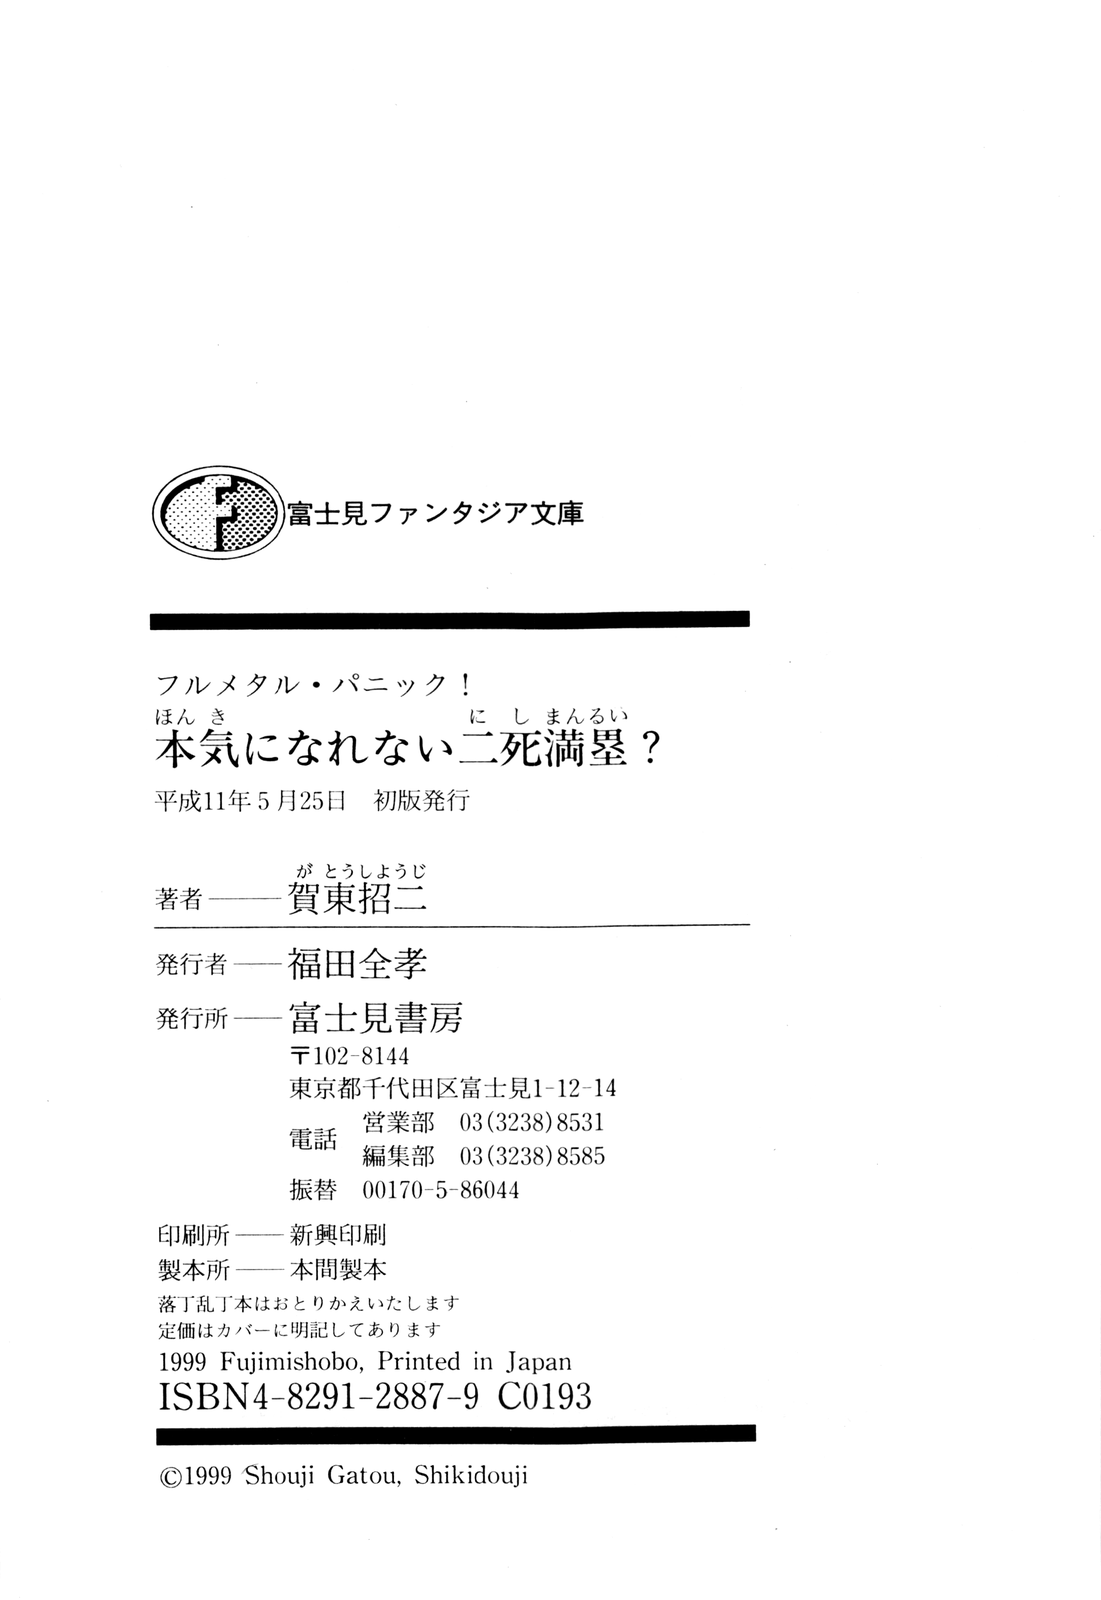 富士見ファンタジア文庫
フルメタル・パニック！
ほんき にしまんるい
本気になれない二死満塁？
平成11年5月25日 初版発行
がとうしようじ
著者――賀東招二
発行者――福田全孝
発行所――富士見書房
〒102-8144
東京都千代田区富士見1-12-14
電話 営業部 03(3238)8531
編集部 03(3238)8585
振替 00170-5-86044
印刷所――新興印刷
製本所――本間製本
落丁乱丁本はおとりかえいたします
定価はカバーに明記してあります
1999 Fujimishobo, Printed in Japan
ISBN4-8291-2887-9 C0193
©1999 Shouji Gatou, Shikidouji